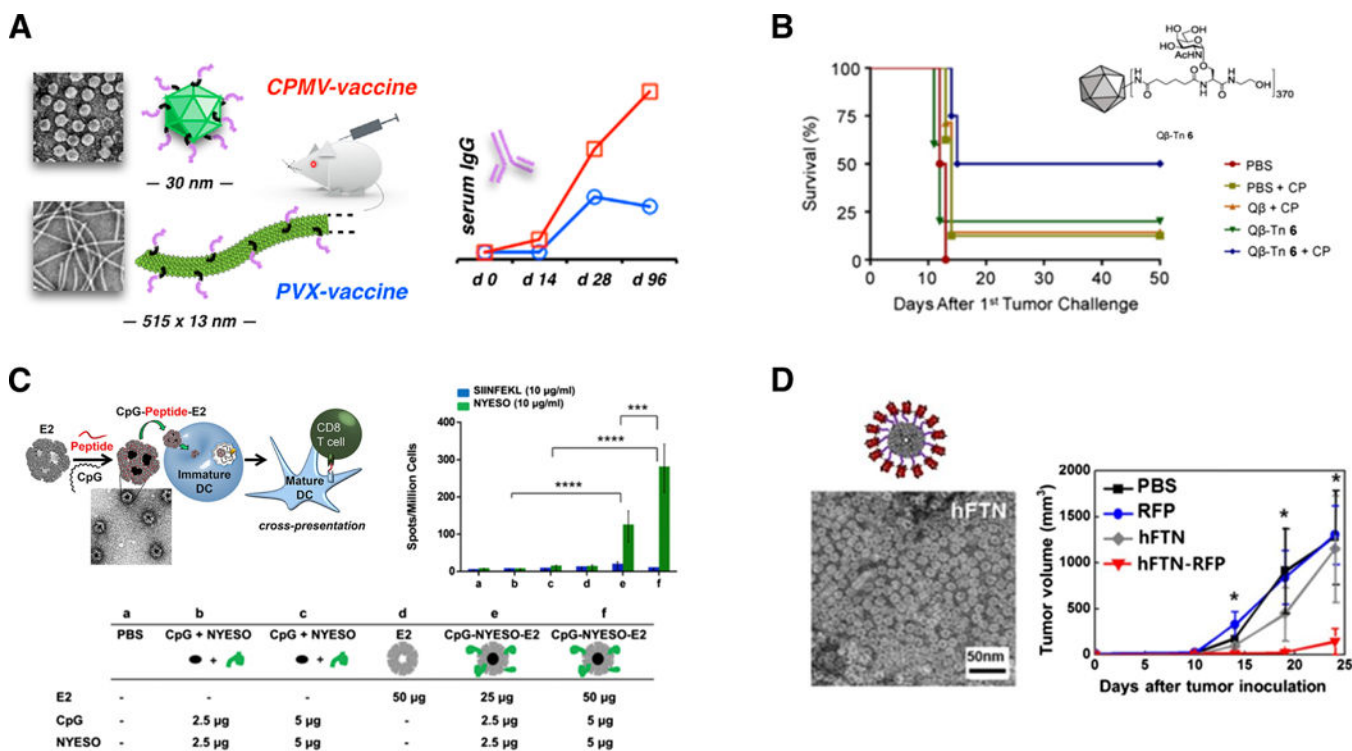 A
CPMV-vaccine
— 30 nm —
PVX-vaccine
— 515 x 13 nm —
serum IgG
d 0 d 14 d 28 d 96
B
100
75
50
25
0
Survival (%)
0 10 20 30 40 50
Days After 1st Tumor Challenge
HO OH
HO
AcHN
O
H
N
O
O
N
H
O
H
N
OH
370
Qβ-Tn 6
PBS
PBS + CP
Qβ + CP
Qβ-Tn 6
Qβ-Tn 6 + CP
C
E2
Peptide
CpG
CpG-Peptide-E2
Immature
DC
Mature
DC
CD8
T cell
cross-presentation
SIINFEKL (10 µg/ml)
NYESO (10 µg/ml)
Spots/Million Cells
400
300
200
100
0
***
****
****
a b c d e f
a b c d e f
PBS CpG + NYESO CpG + NYESO E2 CpG-NYESO-E2 CpG-NYESO-E2
+ +
E2 - - - 50 µg 25 µg 50 µg
CpG - 2.5 µg 5 µg - 2.5 µg 5 µg
NYESO - 2.5 µg 5 µg - 2.5 µg 5 µg
D
hFTN
50nm
2000
1500
1000
500
0
Tumor volume (mm³)
PBS
RFP
hFTN
hFTN-RFP
* * *
0 5 10 15 20 25
Days after tumor inoculation